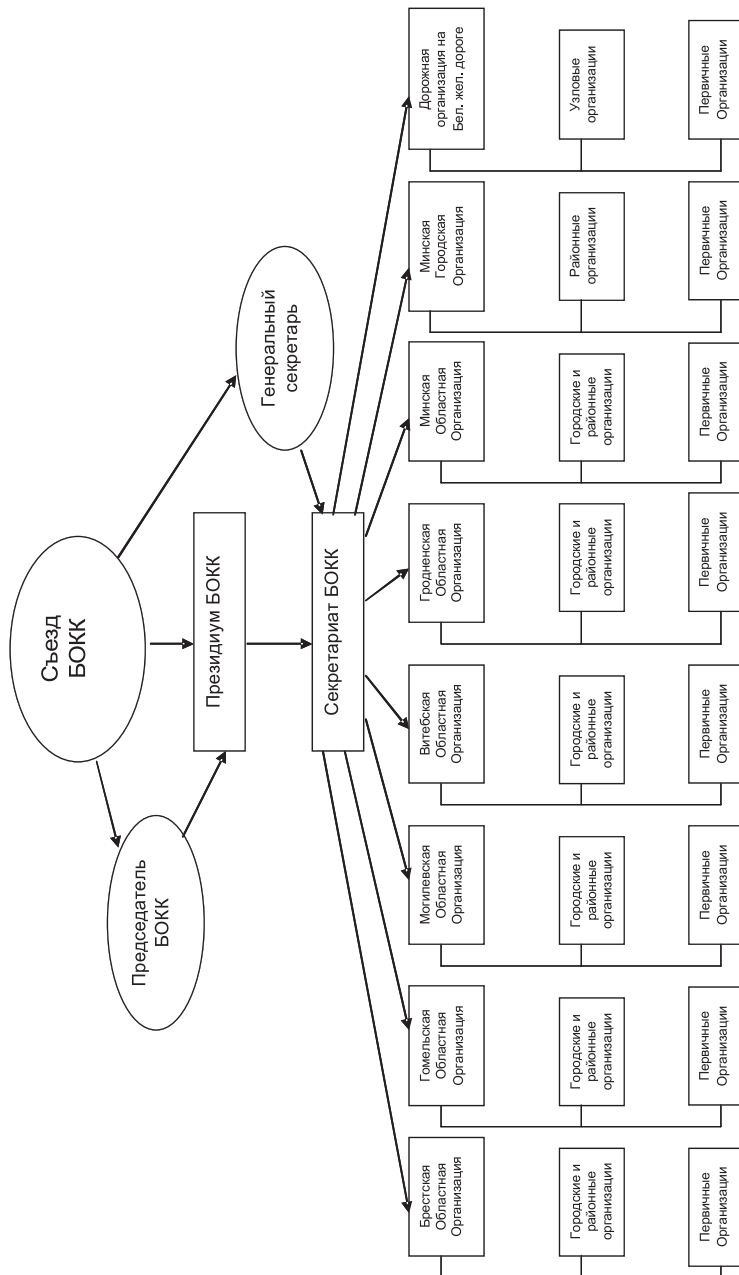 Съезд
БОКК
Председатель
БОКК
Президиум БОКК
Генеральный
секретарь
Секретариат БОКК
Брестская
Областная
Организация
Гомельская
Областная
Организация
Могилевская
Областная
Организация
Витебская
Областная
Организация
Гродненская
Областная
Организация
Минская
Областная
Организация
Минская
Городская
Организация
Дорожная
организация на
Бел. жел. дороге
Городские и
районные
организации
Городские и
районные
организации
Городские и
районные
организации
Городские и
районные
организации
Городские и
районные
организации
Городские и
районные
организации
Районные
организации
Узловые
организации
Первичные
Организации
Первичные
Организации
Первичные
Организации
Первичные
Организации
Первичные
Организации
Первичные
Организации
Первичные
Организации
Первичные
Организации